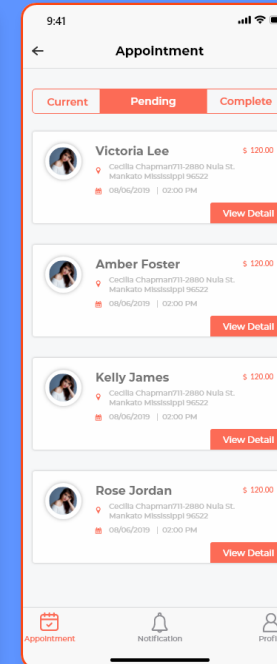 9:41
Appointment
Current Pending Complete
Victoria Lee $ 120.00
Cecilia Chapman711-2880 Nula St.
Mankato Mississippi 96522
08/06/2019 | 02:00 PM
View Detail
Amber Foster $ 120.00
Cecilia Chapman711-2880 Nula St.
Mankato Mississippi 96522
08/06/2019 | 02:00 PM
View Detail
Kelly James $ 120.00
Cecilia Chapman711-2880 Nula St.
Mankato Mississippi 96522
08/06/2019 | 02:00 PM
View Detail
Rose Jordan $ 120.00
Cecilia Chapman711-2880 Nula St.
Mankato Mississippi 96522
08/06/2019 | 02:00 PM
View Detail
Appointment Notification Profi